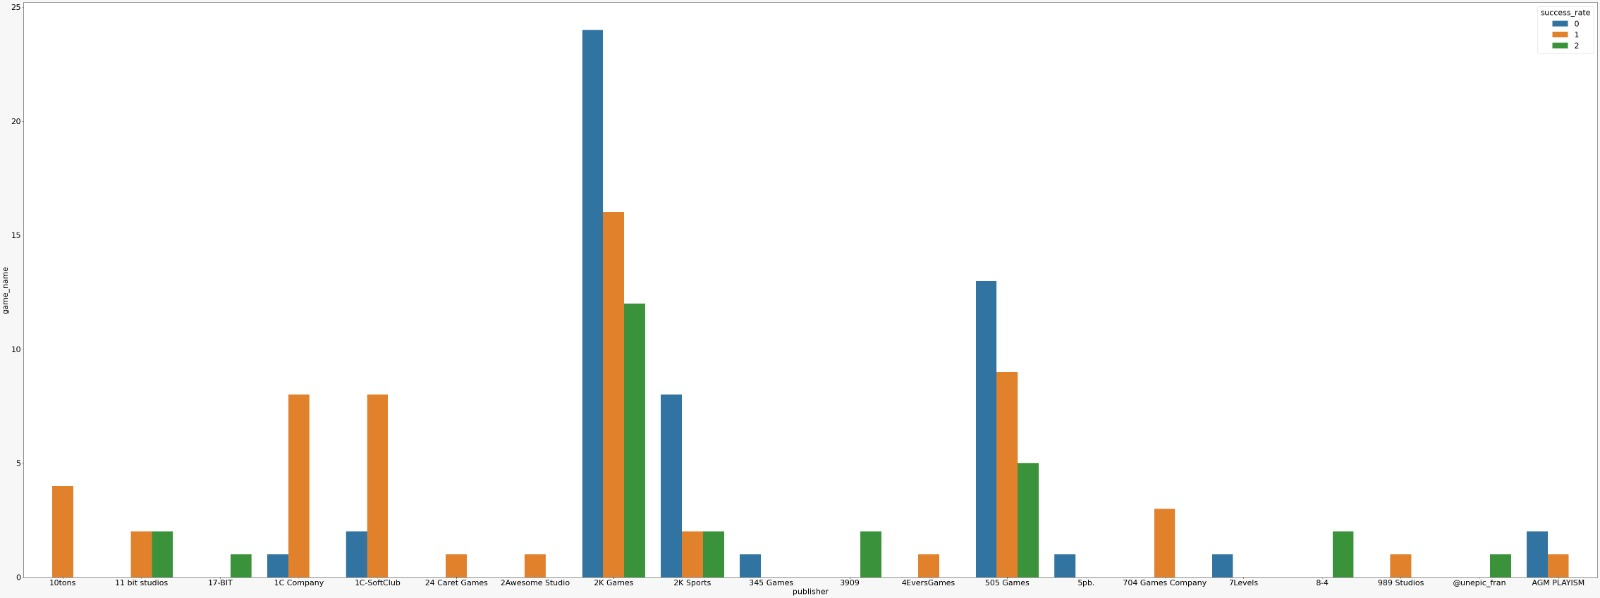 25
20
15
10
5
0
game_name
success_rate
0
1
2
10tons 11 bit studios 17-BIT 1C Company 1C-SoftClub 24 Caret Games 2Awesome Studio 2K Games 2K Sports 345 Games 3909 4EversGames 505 Games 5pb. 704 Games Company 7Levels 8-4 989 Studios @unepic_fran AGM PLAYISM
publisher